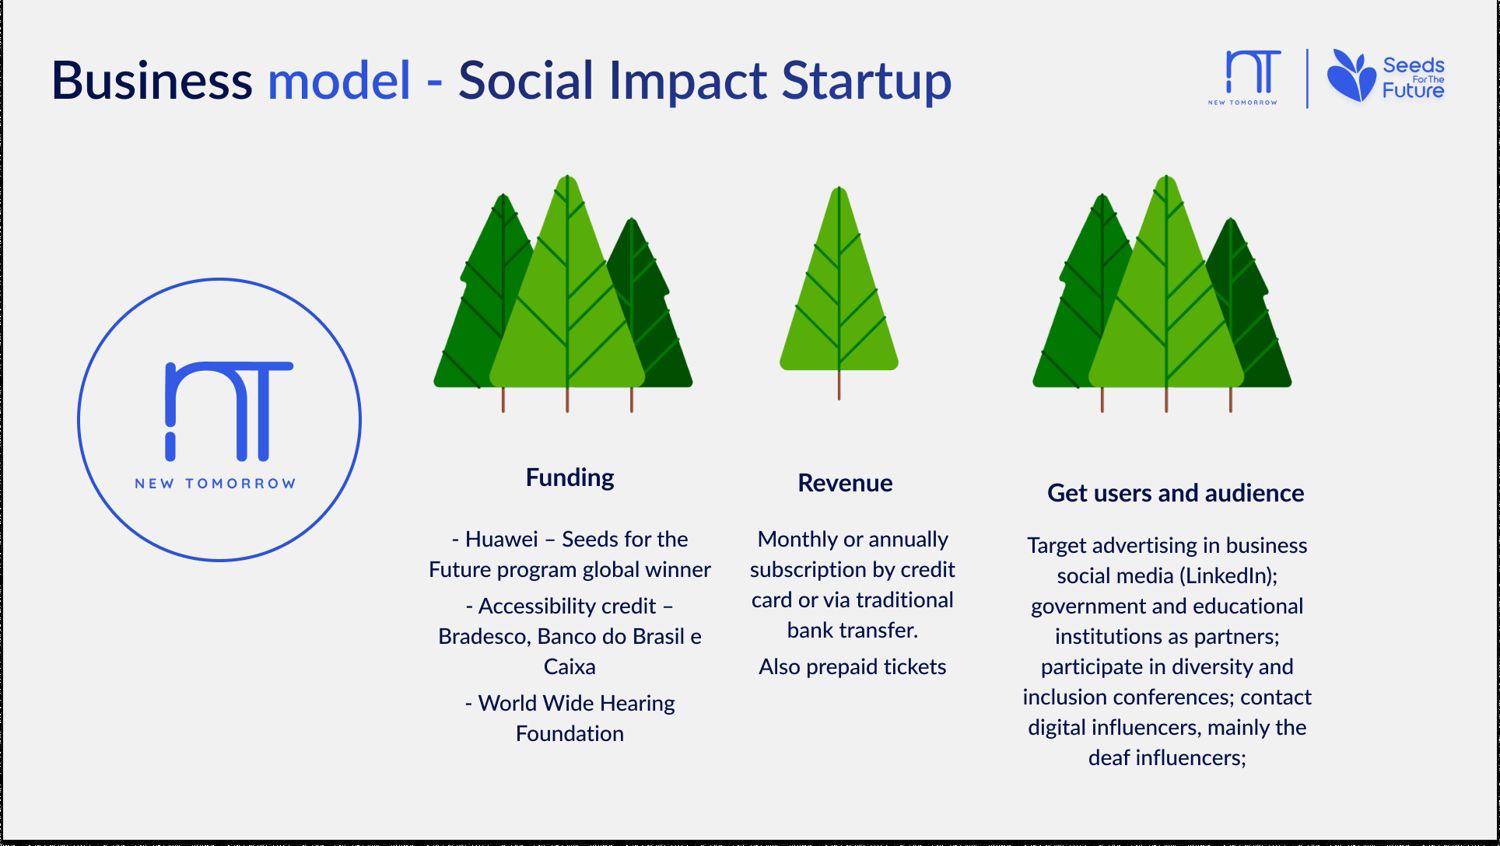 Business model - Social Impact Startup
nT
NEW TOMORROW
Seeds
For The
Future
nT
NEW TOMORROW
Funding
- Huawei – Seeds for the
Future program global winner
- Accessibility credit –
Bradesco, Banco do Brasil e
Caixa
- World Wide Hearing
Foundation
Revenue
Monthly or annually
subscription by credit
card or via traditional
bank transfer.
Also prepaid tickets
Get users and audience
Target advertising in business
social media (LinkedIn);
government and educational
institutions as partners;
participate in diversity and
inclusion conferences; contact
digital influencers, mainly the
deaf influencers;